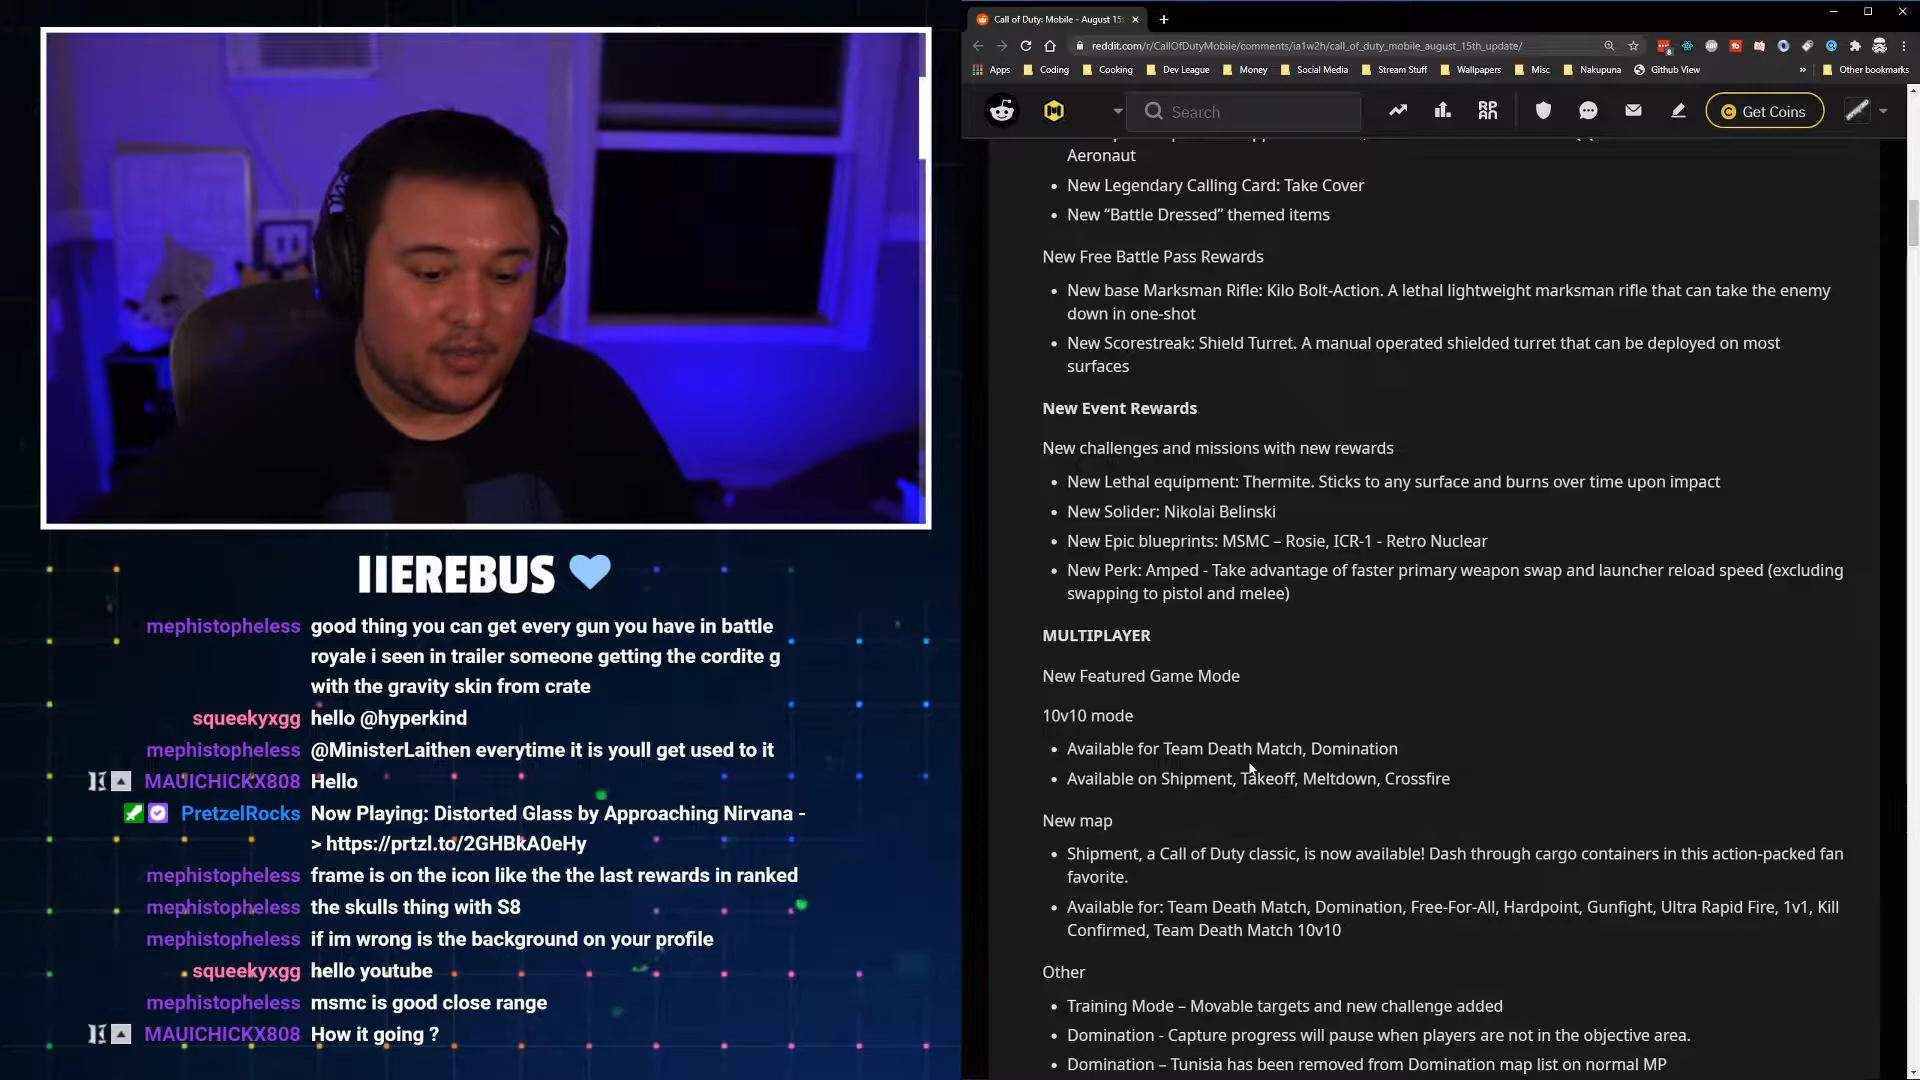 Call of Duty: Mobile - August 15
reddit.com/r/CallOfDutyMobile/comments/ia1w2h/call_of_duty_mobile_august_15th_update/
Apps Coding Cooking Dev League Money Social Media Stream Stuff Wallpapers Misc Nakupuna Github View » Other bookmarks
Search
Get Coins
Aeronaut
• New Legendary Calling Card: Take Cover
• New “Battle Dressed” themed items
New Free Battle Pass Rewards
• New base Marksman Rifle: Kilo Bolt-Action. A lethal lightweight marksman rifle that can take the enemy
down in one-shot
• New Scorestreak: Shield Turret. A manual operated shielded turret that can be deployed on most
surfaces
New Event Rewards
New challenges and missions with new rewards
• New Lethal equipment: Thermite. Sticks to any surface and burns over time upon impact
• New Solider: Nikolai Belinski
• New Epic blueprints: MSMC – Rosie, ICR-1 - Retro Nuclear
• New Perk: Amped - Take advantage of faster primary weapon swap and launcher reload speed (excluding
swapping to pistol and melee)
MULTIPLAYER
New Featured Game Mode
10v10 mode
• Available for Team Death Match, Domination
• Available on Shipment, Takeoff, Meltdown, Crossfire
New map
• Shipment, a Call of Duty classic, is now available! Dash through cargo containers in this action-packed fan
favorite.
• Available for: Team Death Match, Domination, Free-For-All, Hardpoint, Gunfight, Ultra Rapid Fire, 1v1, Kill
Confirmed, Team Death Match 10v10
Other
• Training Mode – Movable targets and new challenge added
• Domination - Capture progress will pause when players are not in the objective area.
• Domination – Tunisia has been removed from Domination map list on normal MP
IIEREBUS
mephistopheless good thing you can get every gun you have in battle
royale i seen in trailer someone getting the cordite g
with the gravity skin from crate
squeekyxgg hello @hyperkind
mephistopheless @MinisterLaithen everytime it is youll get used to it
MAUICHICKX808 Hello
PretzelRocks Now Playing: Distorted Glass by Approaching Nirvana -
> https://prtzl.to/2GHBkA0eHy
mephistopheless frame is on the icon like the the last rewards in ranked
mephistopheless the skulls thing with S8
mephistopheless if im wrong is the background on your profile
squeekyxgg hello youtube
mephistopheless msmc is good close range
MAUICHICKX808 How it going ?